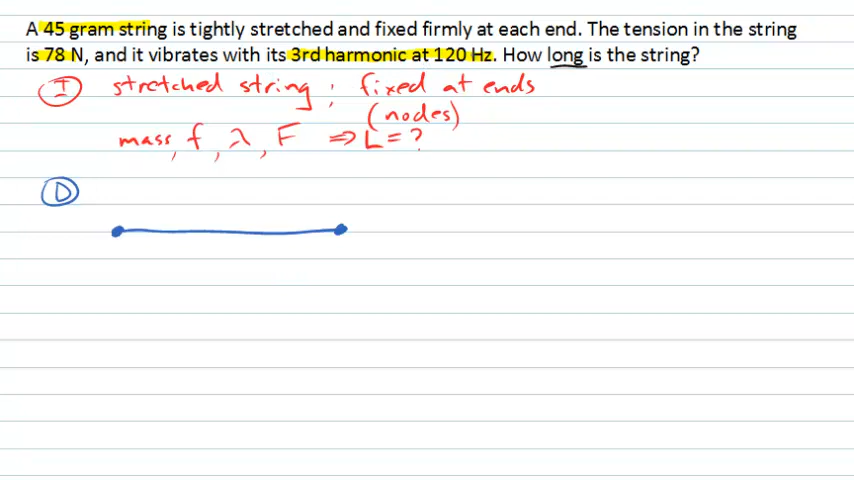 A 45 gram string is tightly stretched and fixed firmly at each end. The tension in the string
is 78 N, and it vibrates with its 3rd harmonic at 120 Hz. How long is the string?
I stretched string ; fixed at ends
(nodes)
mass, f, λ, F ⇒ L = ?
D